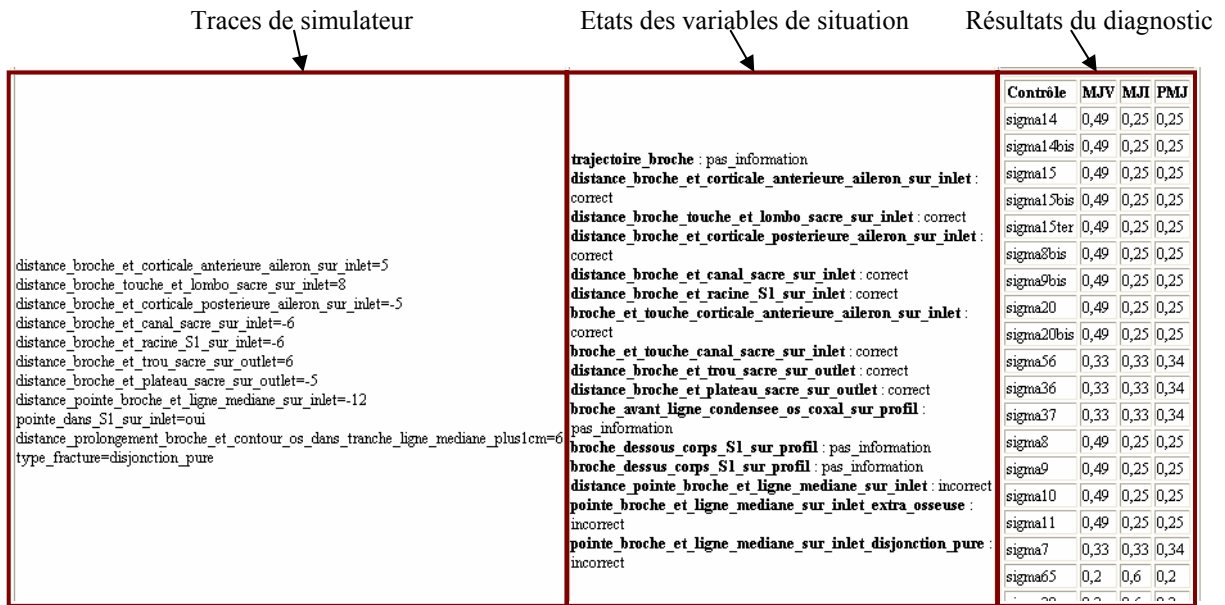 Traces de simulateur
Etats des variables de situation
Résultats du diagnostic
distance_broche_et_corticale_anterieure_aileron_sur_inlet=5
distance_broche_touche_et_lombo_sacre_sur_inlet=8
distance_broche_et_corticale_posterieure_aileron_sur_inlet=-5
distance_broche_et_canal_sacre_sur_inlet=-6
distance_broche_et_racine_S1_sur_inlet=-6
distance_broche_et_trou_sacre_sur_outlet=6
distance_broche_et_plateau_sacre_sur_outlet=-5
distance_pointe_broche_et_ligne_mediane_sur_inlet=-12
pointe_dans_S1_sur_inlet=oui
distance_prolongement_broche_et_contour_os_dans_tranche_ligne_mediane_plus1cm=6
type_fracture=disjonction_pure
trajectoire_broche : pas_information
distance_broche_et_corticale_anterieure_aileron_sur_inlet :
correct
distance_broche_touche_et_lombo_sacre_sur_inlet : correct
distance_broche_et_corticale_posterieure_aileron_sur_inlet :
correct
distance_broche_et_canal_sacre_sur_inlet : correct
distance_broche_et_racine_S1_sur_inlet : correct
broche_et_touche_corticale_anterieure_aileron_sur_inlet :
correct
broche_et_touche_canal_sacre_sur_inlet : correct
distance_broche_et_trou_sacre_sur_outlet : correct
distance_broche_et_plateau_sacre_sur_outlet : correct
broche_avant_ligne_condensee_os_coxal_sur_profil :
pas_information
broche_dessous_corps_S1_sur_profil : pas_information
broche_dessus_corps_S1_sur_profil : pas_information
distance_pointe_broche_et_ligne_mediane_sur_inlet : incorrect
pointe_broche_et_ligne_mediane_sur_inlet_extra_osseuse :
incorrect
pointe_broche_et_ligne_mediane_sur_inlet_disjonction_pure :
incorrect
Contrôle MJV MJI PMJ
sigma14 0,49 0,25 0,25
sigma14bis 0,49 0,25 0,25
sigma15 0,49 0,25 0,25
sigma15bis 0,49 0,25 0,25
sigma15ter 0,49 0,25 0,25
sigma8bis 0,49 0,25 0,25
sigma9bis 0,49 0,25 0,25
sigma20 0,49 0,25 0,25
sigma20bis 0,49 0,25 0,25
sigma56 0,33 0,33 0,34
sigma36 0,33 0,33 0,34
sigma37 0,33 0,33 0,34
sigma8 0,49 0,25 0,25
sigma9 0,49 0,25 0,25
sigma10 0,49 0,25 0,25
sigma11 0,49 0,25 0,25
sigma7 0,33 0,33 0,34
sigma65 0,2 0,6 0,2